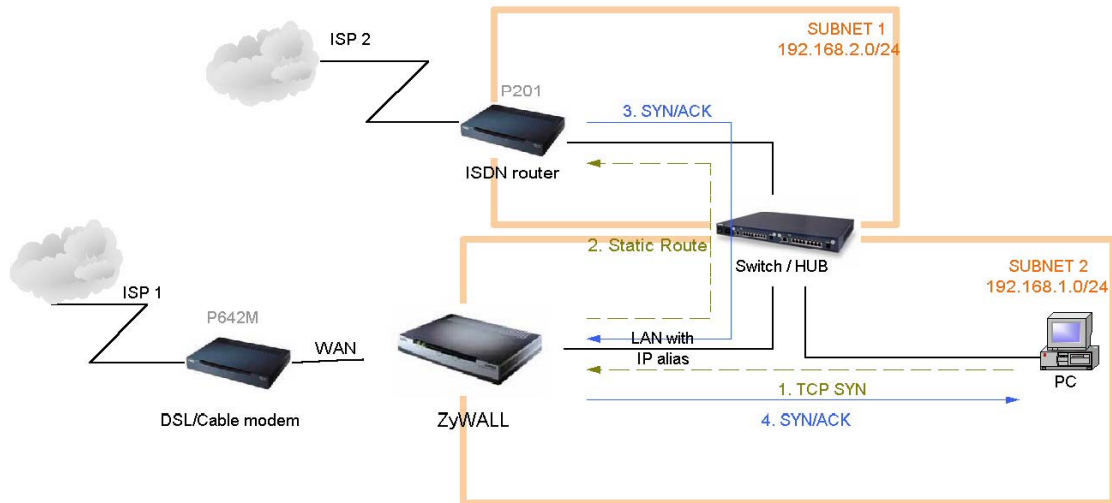 ISP 2
SUBNET 1
192.168.2.0/24
P201
3. SYN/ACK
ISDN router
2. Static Route
Switch / HUB
SUBNET 2
192.168.1.0/24
ISP 1
P642M
WAN
LAN with
IP alias
PC
1. TCP SYN
DSL/Cable modem
ZyWALL
4. SYN/ACK